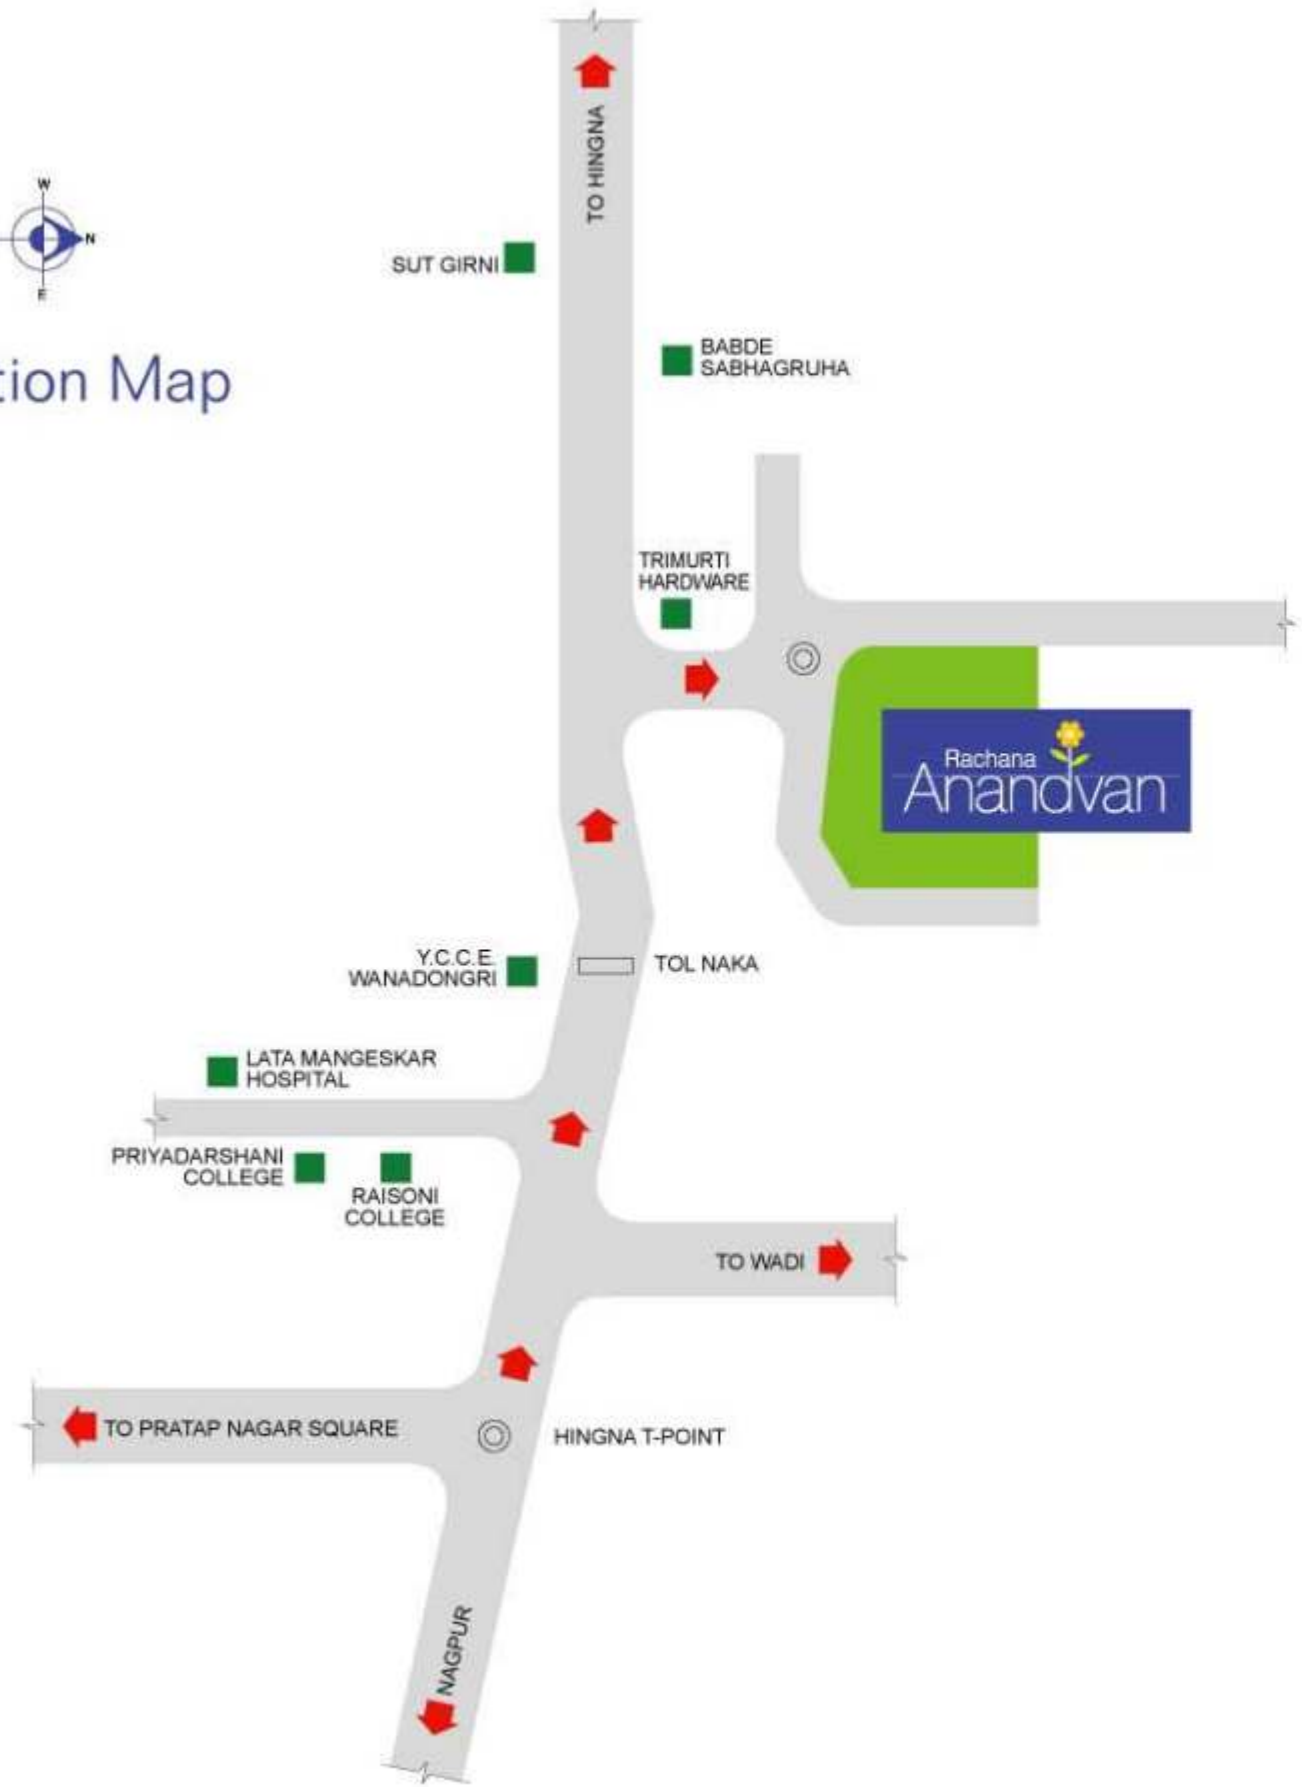 TO HINGNA
W
N
E
SUT GIRNI
BABDE
SABHAGRUHA
tion Map
TRIMURTI
HARDWARE
Rachana
Anandvan
Y.C.C.E.
WANADONGRI
TOL NAKA
LATA MANGESKAR
HOSPITAL
PRIYADARSHANI
COLLEGE
RAISONI
COLLEGE
TO WADI
TO PRATAP NAGAR SQUARE
HINGNA T-POINT
NAGPUR